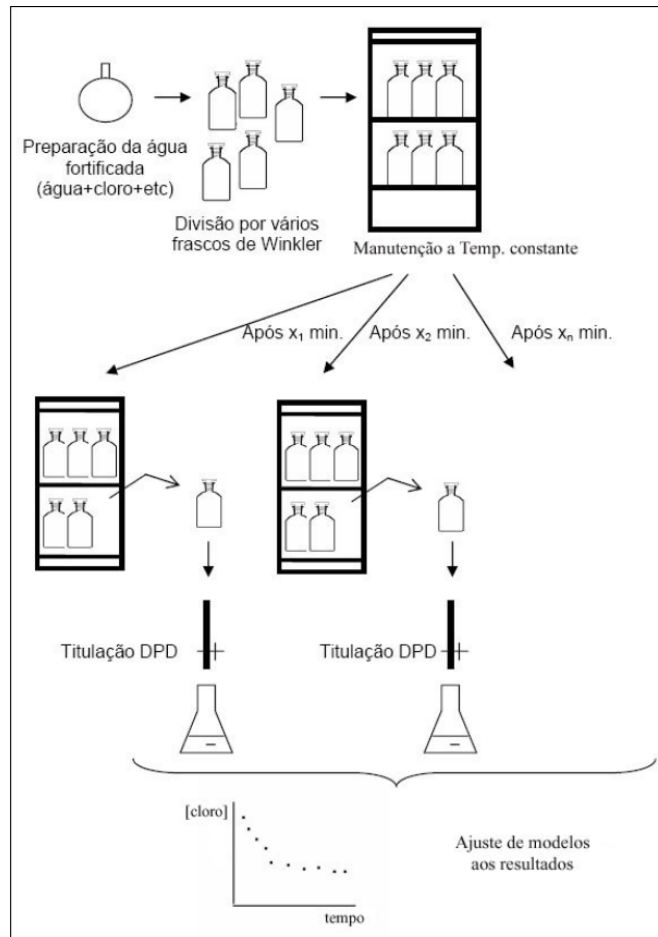 Preparação da água
fortificada
(água+cloro+etc)
Divisão por vários
frascos de Winkler
Manutenção a Temp. constante
Após x₁ min.
Após x₂ min.
Após xₙ min.
Titulação DPD
Titulação DPD
[cloro]
tempo
Ajuste de modelos
aos resultados